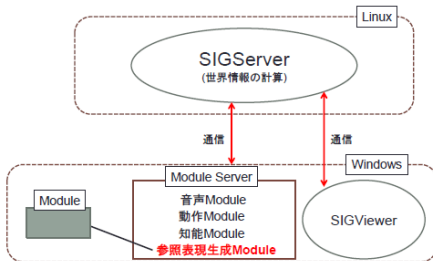 Linux
SIGServer
(世界情報の計算)
通信
通信
Windows
Module Server
Module
音声Module
動作Module
知能Module
参照表現生成Module
SIGViewer